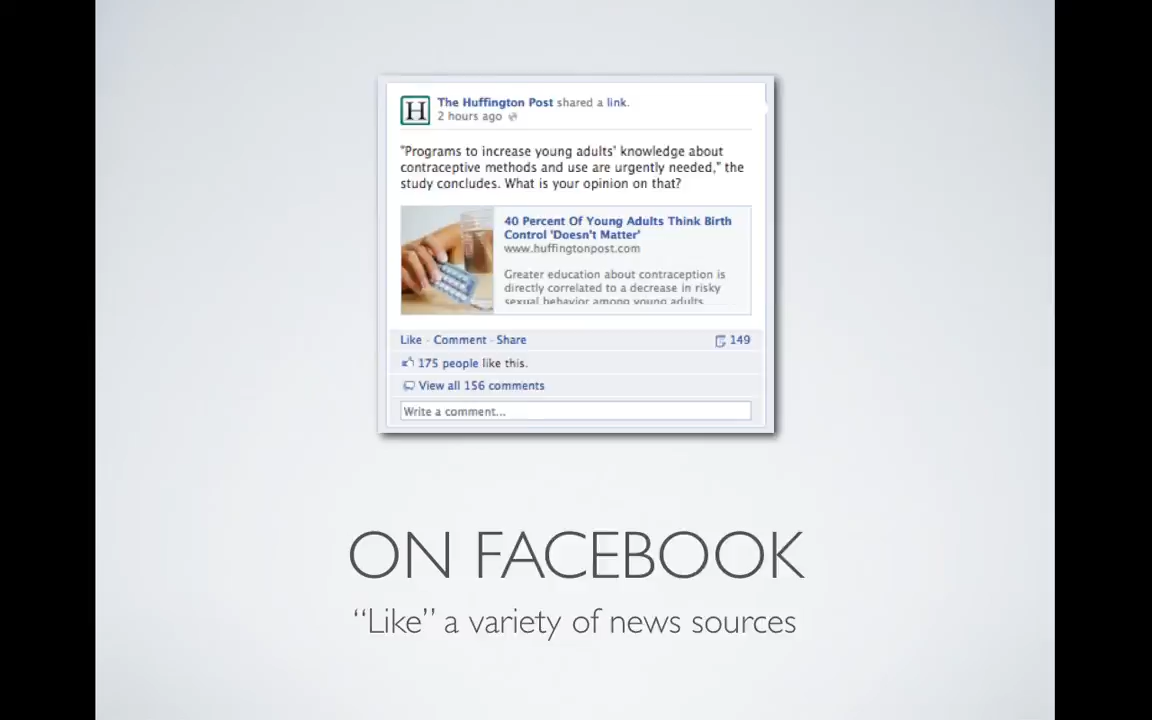 H
The Huffington Post shared a link.
2 hours ago
"Programs to increase young adults' knowledge about
contraceptive methods and use are urgently needed," the
study concludes. What is your opinion on that?
40 Percent Of Young Adults Think Birth
Control 'Doesn't Matter'
www.huffingtonpost.com
Greater education about contraception is
directly correlated to a decrease in risky
sexual behavior among young adults
Like · Comment · Share
149
175 people like this.
View all 156 comments
Write a comment...
ON FACEBOOK
“Like” a variety of news sources